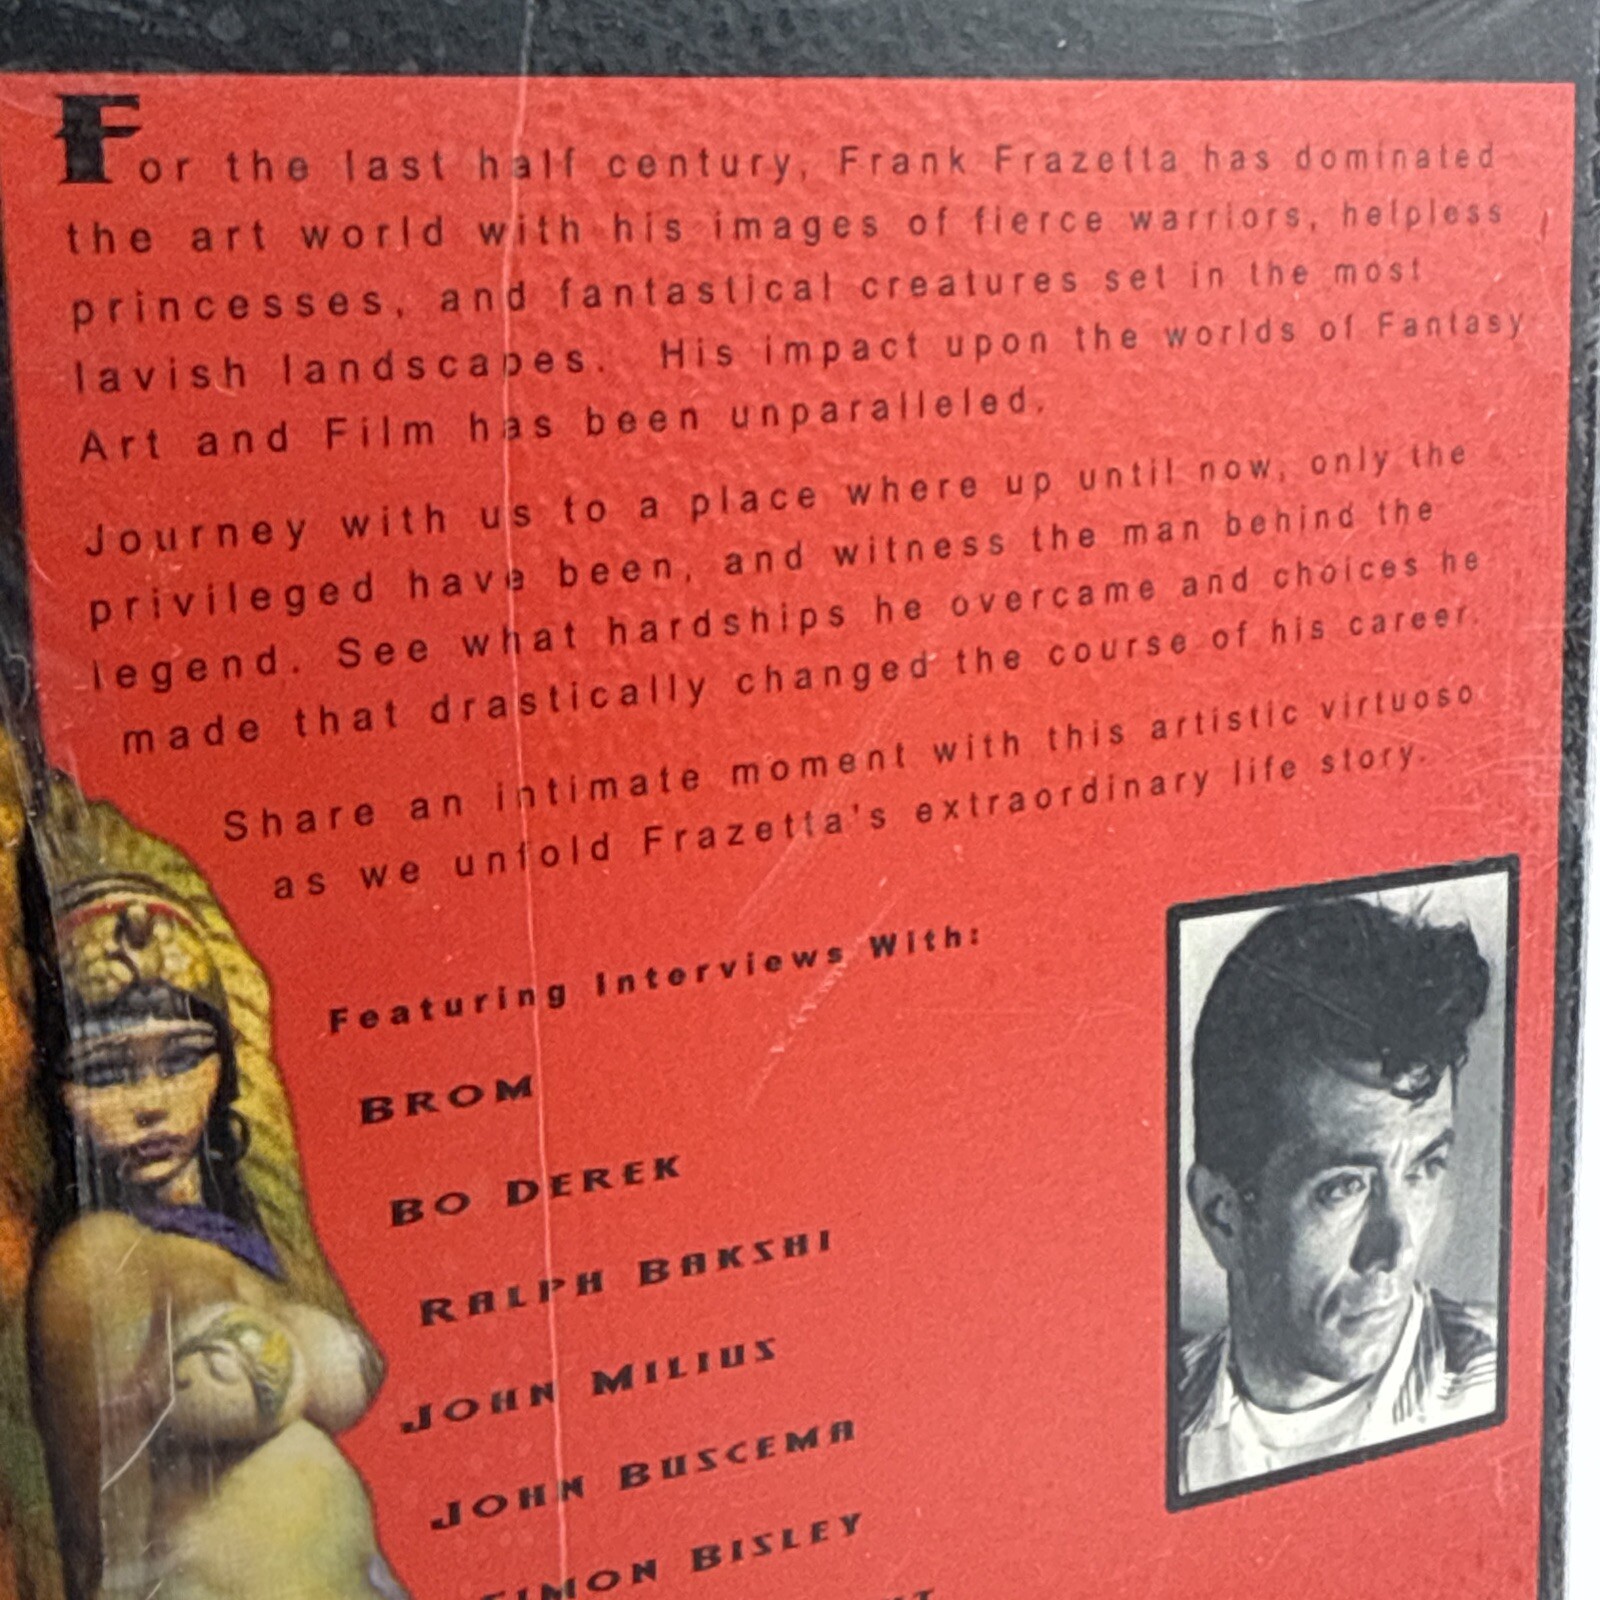 For the last half century, Frank Frazetta has dominated
the art world with his images of fierce warriors, helpless
princesses, and fantastical creatures set in the most
lavish landscapes. His impact upon the worlds of Fantasy
Art and Film has been unparalleled.
Journey with us to a place where up until now, only the
privileged have been, and witness the man behind the
legend. See what hardships he overcame and choices he
made that drastically changed the course of his career.
Share an intimate moment with this artistic virtuoso
as we unfold Frazetta's extraordinary life story.
Featuring Interviews With:
BROM
BO DEREK
RALPH BAKSHI
JOHN MILIUS
JOHN BUSCEMA
SIMON BISLEY